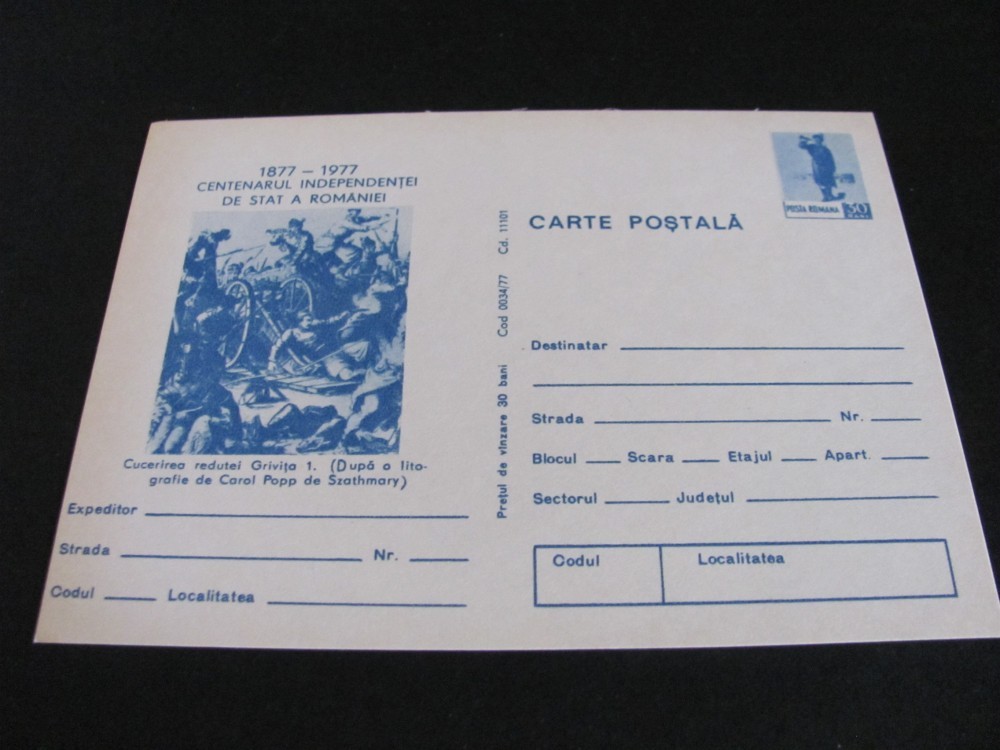 1877 – 1977
CENTENARUL INDEPENDENȚEI
DE STAT A ROMÂNIEI
Cucerirea redutei Grivița 1. (După o lito-
grafie de Carol Popp de Szathmary)
Expeditor
Strada Nr.
Codul Localitatea
Prețul de vînzare 30 bani Cod 0034/77 Cd. 11101
CARTE POȘTALĂ
POSTA ROMANA 30
BANI
Destinatar
Strada Nr.
Blocul Scara Etajul Apart.
Sectorul Județul
Codul Localitatea